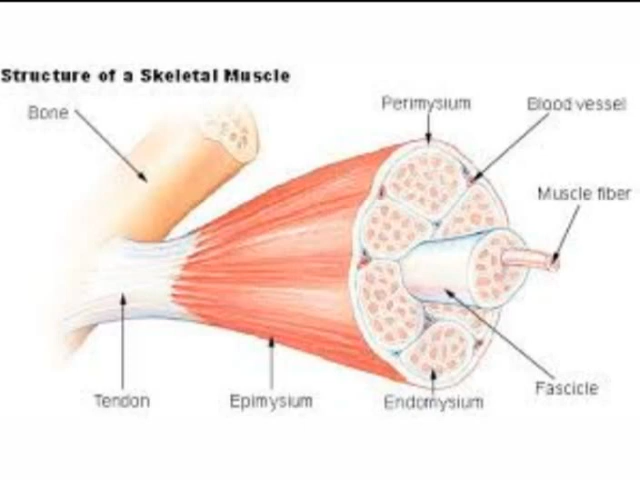 Structure of a Skeletal Muscle
Bone
Perimysium
Blood vessel
Muscle fiber
Fascicle
Tendon
Epimysium
Endomysium